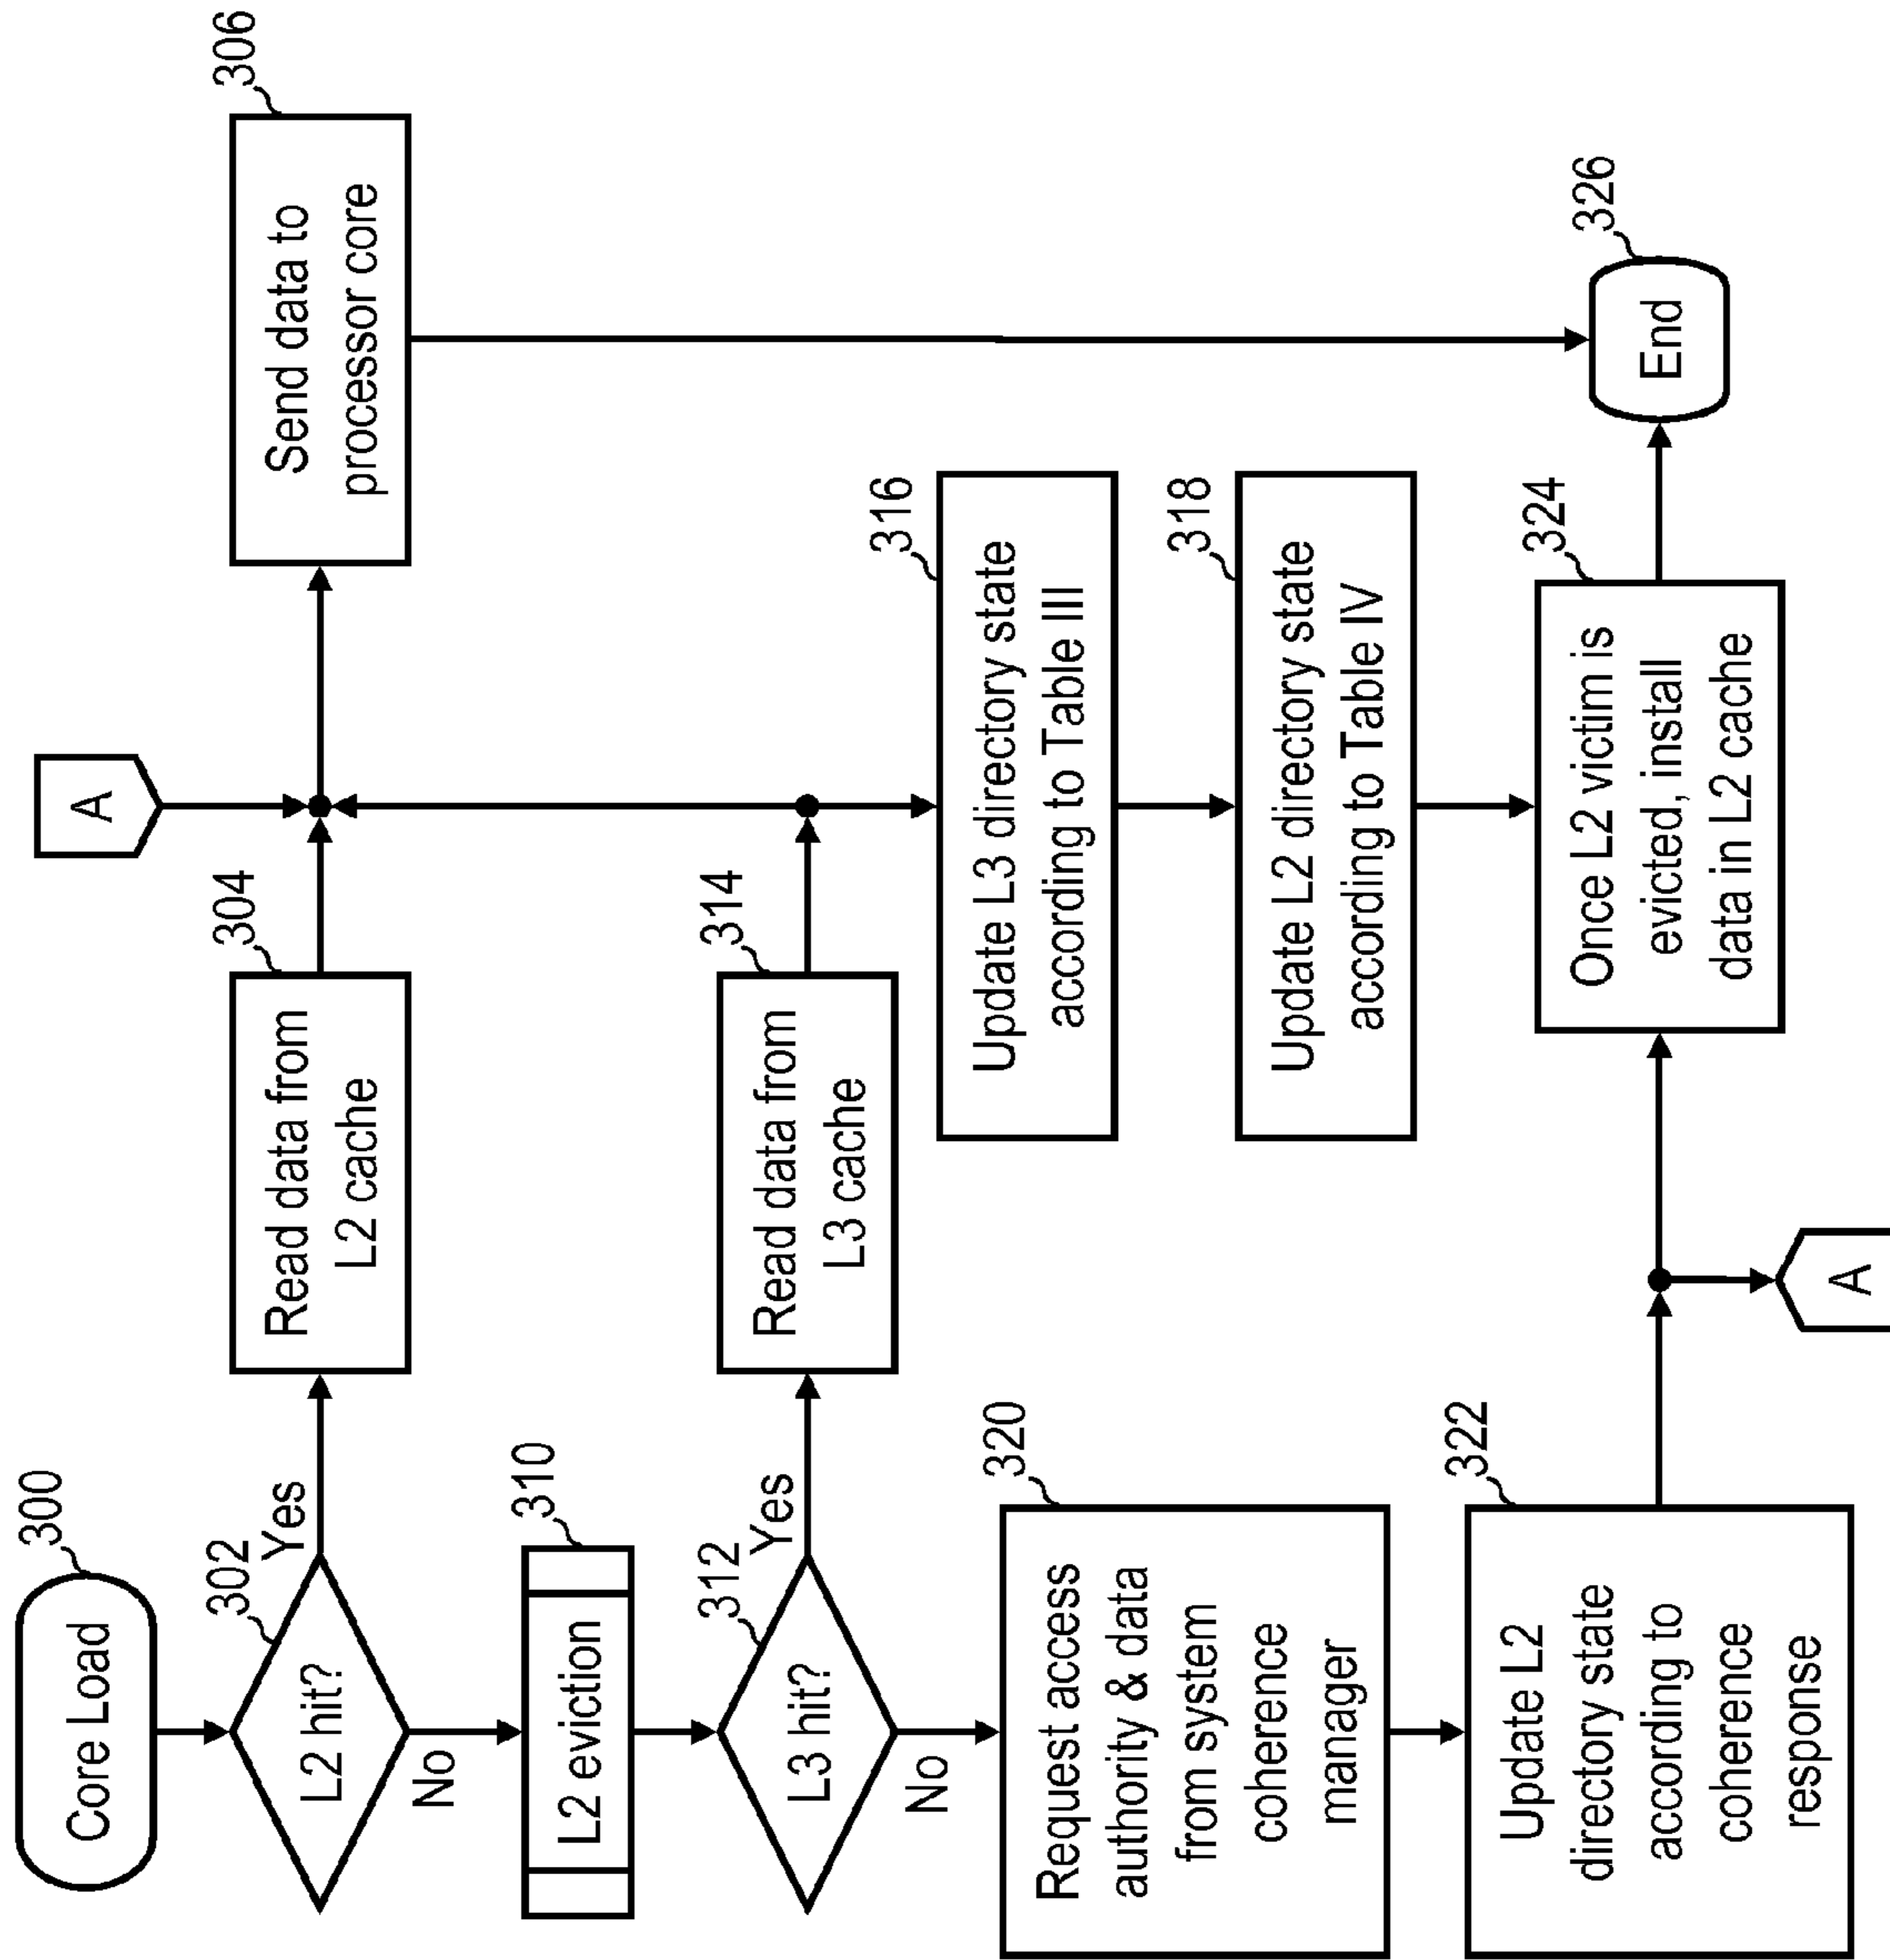 300
Core Load
302
L2 hit?
Yes
No
304
Read data from
L2 cache
A
306
Send data to
processor core
310
L2 eviction
312
L3 hit?
Yes
No
314
Read data from
L3 cache
316
Update L3 directory state
according to Table III
318
Update L2 directory state
according to Table IV
320
Request access
authority & data
from system
coherence
manager
322
Update L2
directory state
according to
coherence
response
A
324
Once L2 victim is
evicted, install
data in L2 cache
326
End